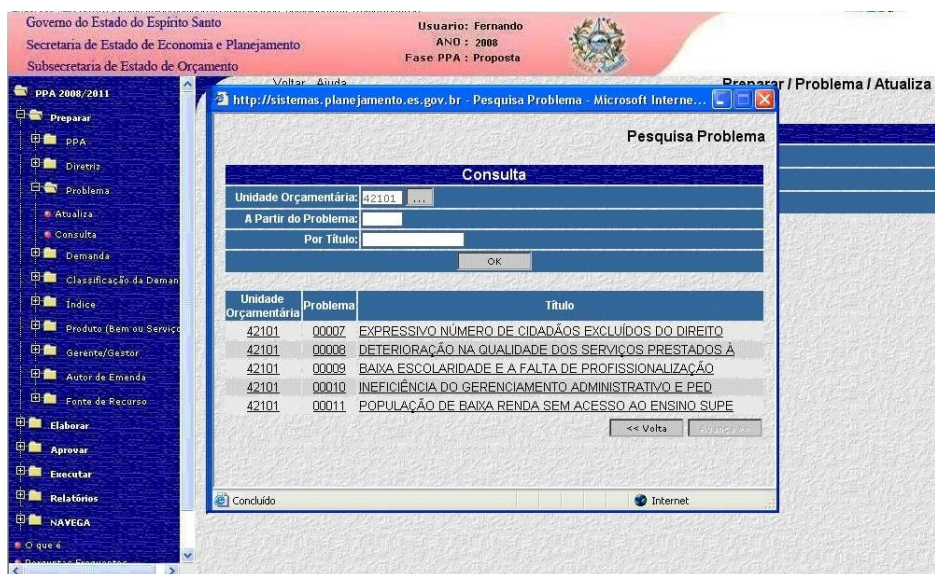 Governo do Estado do Espírito Santo
Secretaria de Estado de Economia e Planejamento
Subsecretaria de Estado de Orçamento
Usuario: Fernando
ANO : 2008
Fase PPA : Proposta
Voltar Ajuda
Preparar / Problema / Atualiza
PPA 2008/2011
Preparar
PPA
Diretriz
Problema
Atualiza
Consulta
Demanda
Classificação da Deman
Índice
Produto (Bem ou Serviço
Gerente/Gestor
Autor de Emenda
Fonte de Recurso
Elaborar
Aprovar
Executar
Relatórios
NAVEGA
O que é
Perguntas Frequentes
http://sistemas.planejamento.es.gov.br - Pesquisa Problema - Microsoft Interne...
Pesquisa Problema
Consulta
Unidade Orçamentária: 42101 ...
A Partir do Problema:
Por Título:
OK
Unidade Orçamentária Problema Título
42101 00007 EXPRESSIVO NÚMERO DE CIDADÃOS EXCLUÍDOS DO DIREITO
42101 00008 DETERIORAÇÃO NA QUALIDADE DOS SERVIÇOS PRESTADOS À
42101 00009 BAIXA ESCOLARIDADE E A FALTA DE PROFISSIONALIZAÇÃO
42101 00010 INEFICIÊNCIA DO GERENCIAMENTO ADMINISTRATIVO E PED
42101 00011 POPULAÇÃO DE BAIXA RENDA SEM ACESSO AO ENSINO SUPE
<< Volta Avança >>
Concluído
Internet